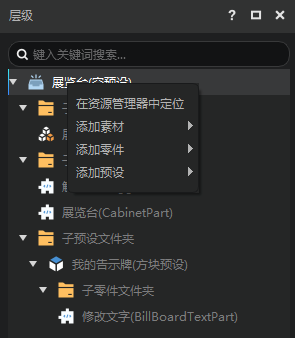 层级
?
键入关键词搜索...
展览台(空预设)
在资源管理器中定位
添加素材
添加零件
添加预设
展览台(CabinetPart)
子预设文件夹
我的告示牌(方块预设)
子零件文件夹
修改文字(BillBoardTextPart)